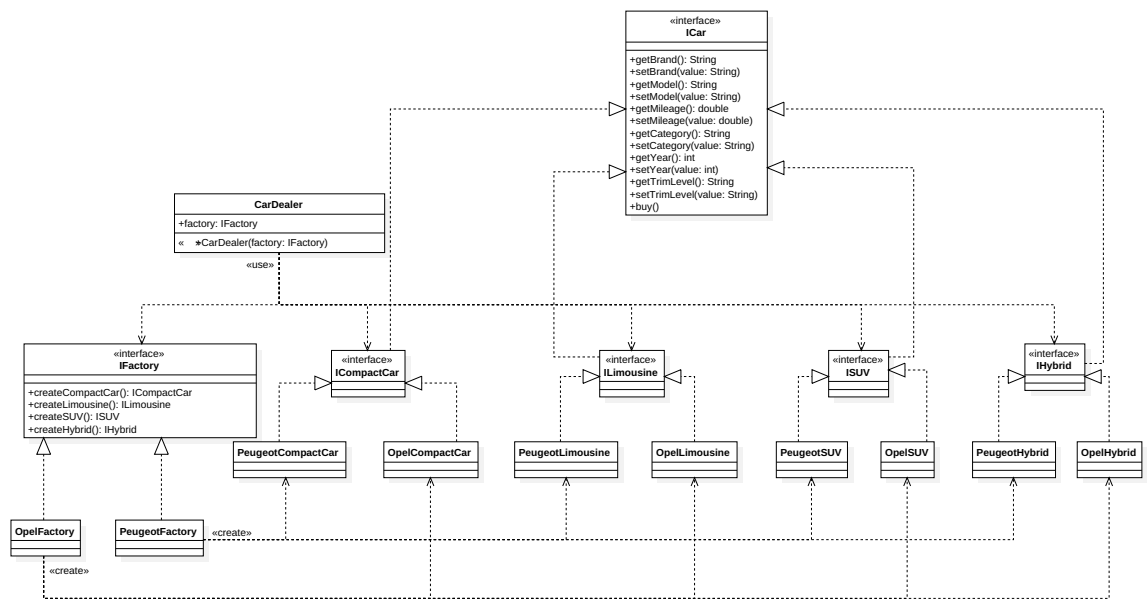 «interface»
ICar
+getBrand(): String
+setBrand(value: String)
+getModel(): String
+setModel(value: String)
+getMileage(): double
+setMileage(value: double)
+getCategory(): String
+setCategory(value: String)
+getYear(): int
+setYear(value: int)
+getTrimLevel(): String
+setTrimLevel(value: String)
+buy()
CarDealer
+factory: IFactory
« +CarDealer(factory: IFactory)
«use»
«interface»
IFactory
+createCompactCar(): ICompactCar
+createLimousine(): ILimousine
+createSUV(): ISUV
+createHybrid(): IHybrid
«interface»
ICompactCar
«interface»
ILimousine
«interface»
ISUV
«interface»
IHybrid
PeugeotCompactCar
OpelCompactCar
PeugeotLimousine
OpelLimousine
PeugeotSUV
OpelSUV
PeugeotHybrid
OpelHybrid
OpelFactory
PeugeotFactory
«create»
«create»